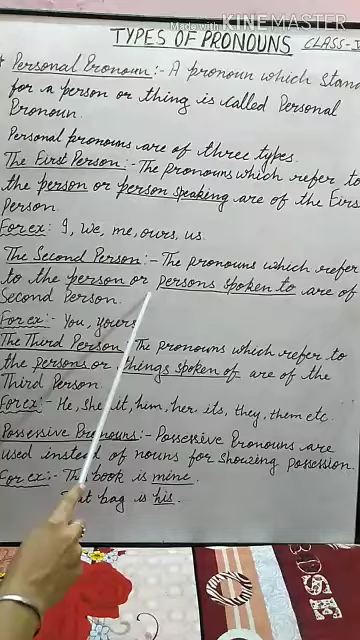 Made with KINEMASTER
TYPES OF PRONOUNS CLASS-I
Personal Pronoun:- A pronoun which stand
for a person or thing is called Personal
Pronoun.
Personal pronouns are of three types.
The First Person:- The pronouns which refer to
the person or person speaking are of the First
Person.
For ex: I, we, me, ours, us.
The Second Person:- The pronouns which refer
to the person or persons spoken to are of
Second Person.
For ex:- You, yours
The Third Person:- The pronouns which refer to
the persons or things spoken of are of the
Third Person.
For ex:- He, She, it, him, her, its, they, them etc.
Possessive Pronouns:- Possessive Pronouns are
used instead of nouns for showing possession.
For ex:- This book is mine.
bag is his.